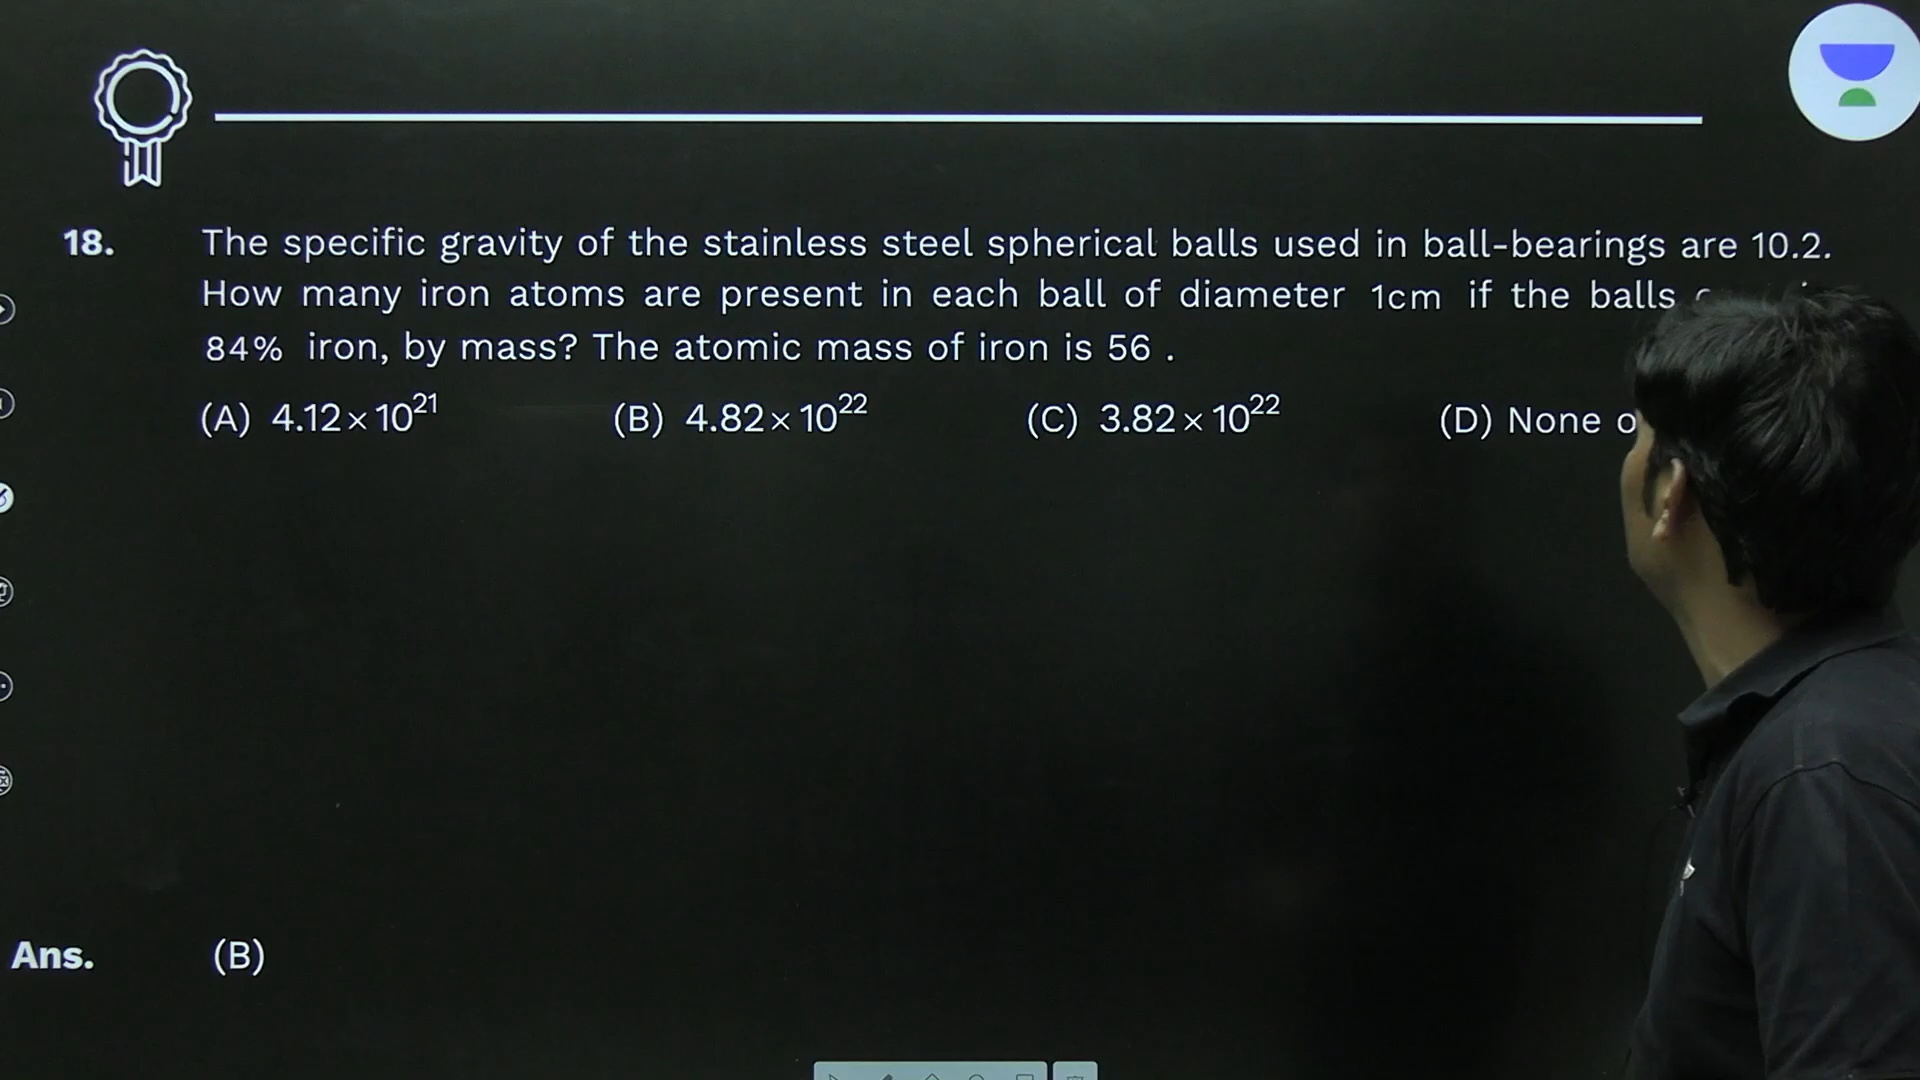 18. The specific gravity of the stainless steel spherical balls used in ball-bearings are 10.2.
How many iron atoms are present in each ball of diameter 1cm if the balls
84% iron, by mass? The atomic mass of iron is 56 .
(A) 4.12×10²¹ (B) 4.82×10²² (C) 3.82×10²² (D) None
Ans. (B)